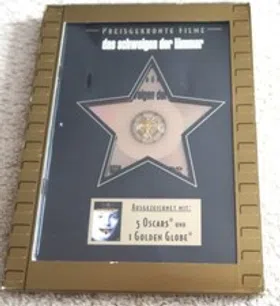 PREISGEKRÖNTE FILME
das schweigen der lämmer
AUSGEZEICHNET MIT:
5 OSCARS® UND
1 GOLDEN GLOBE®